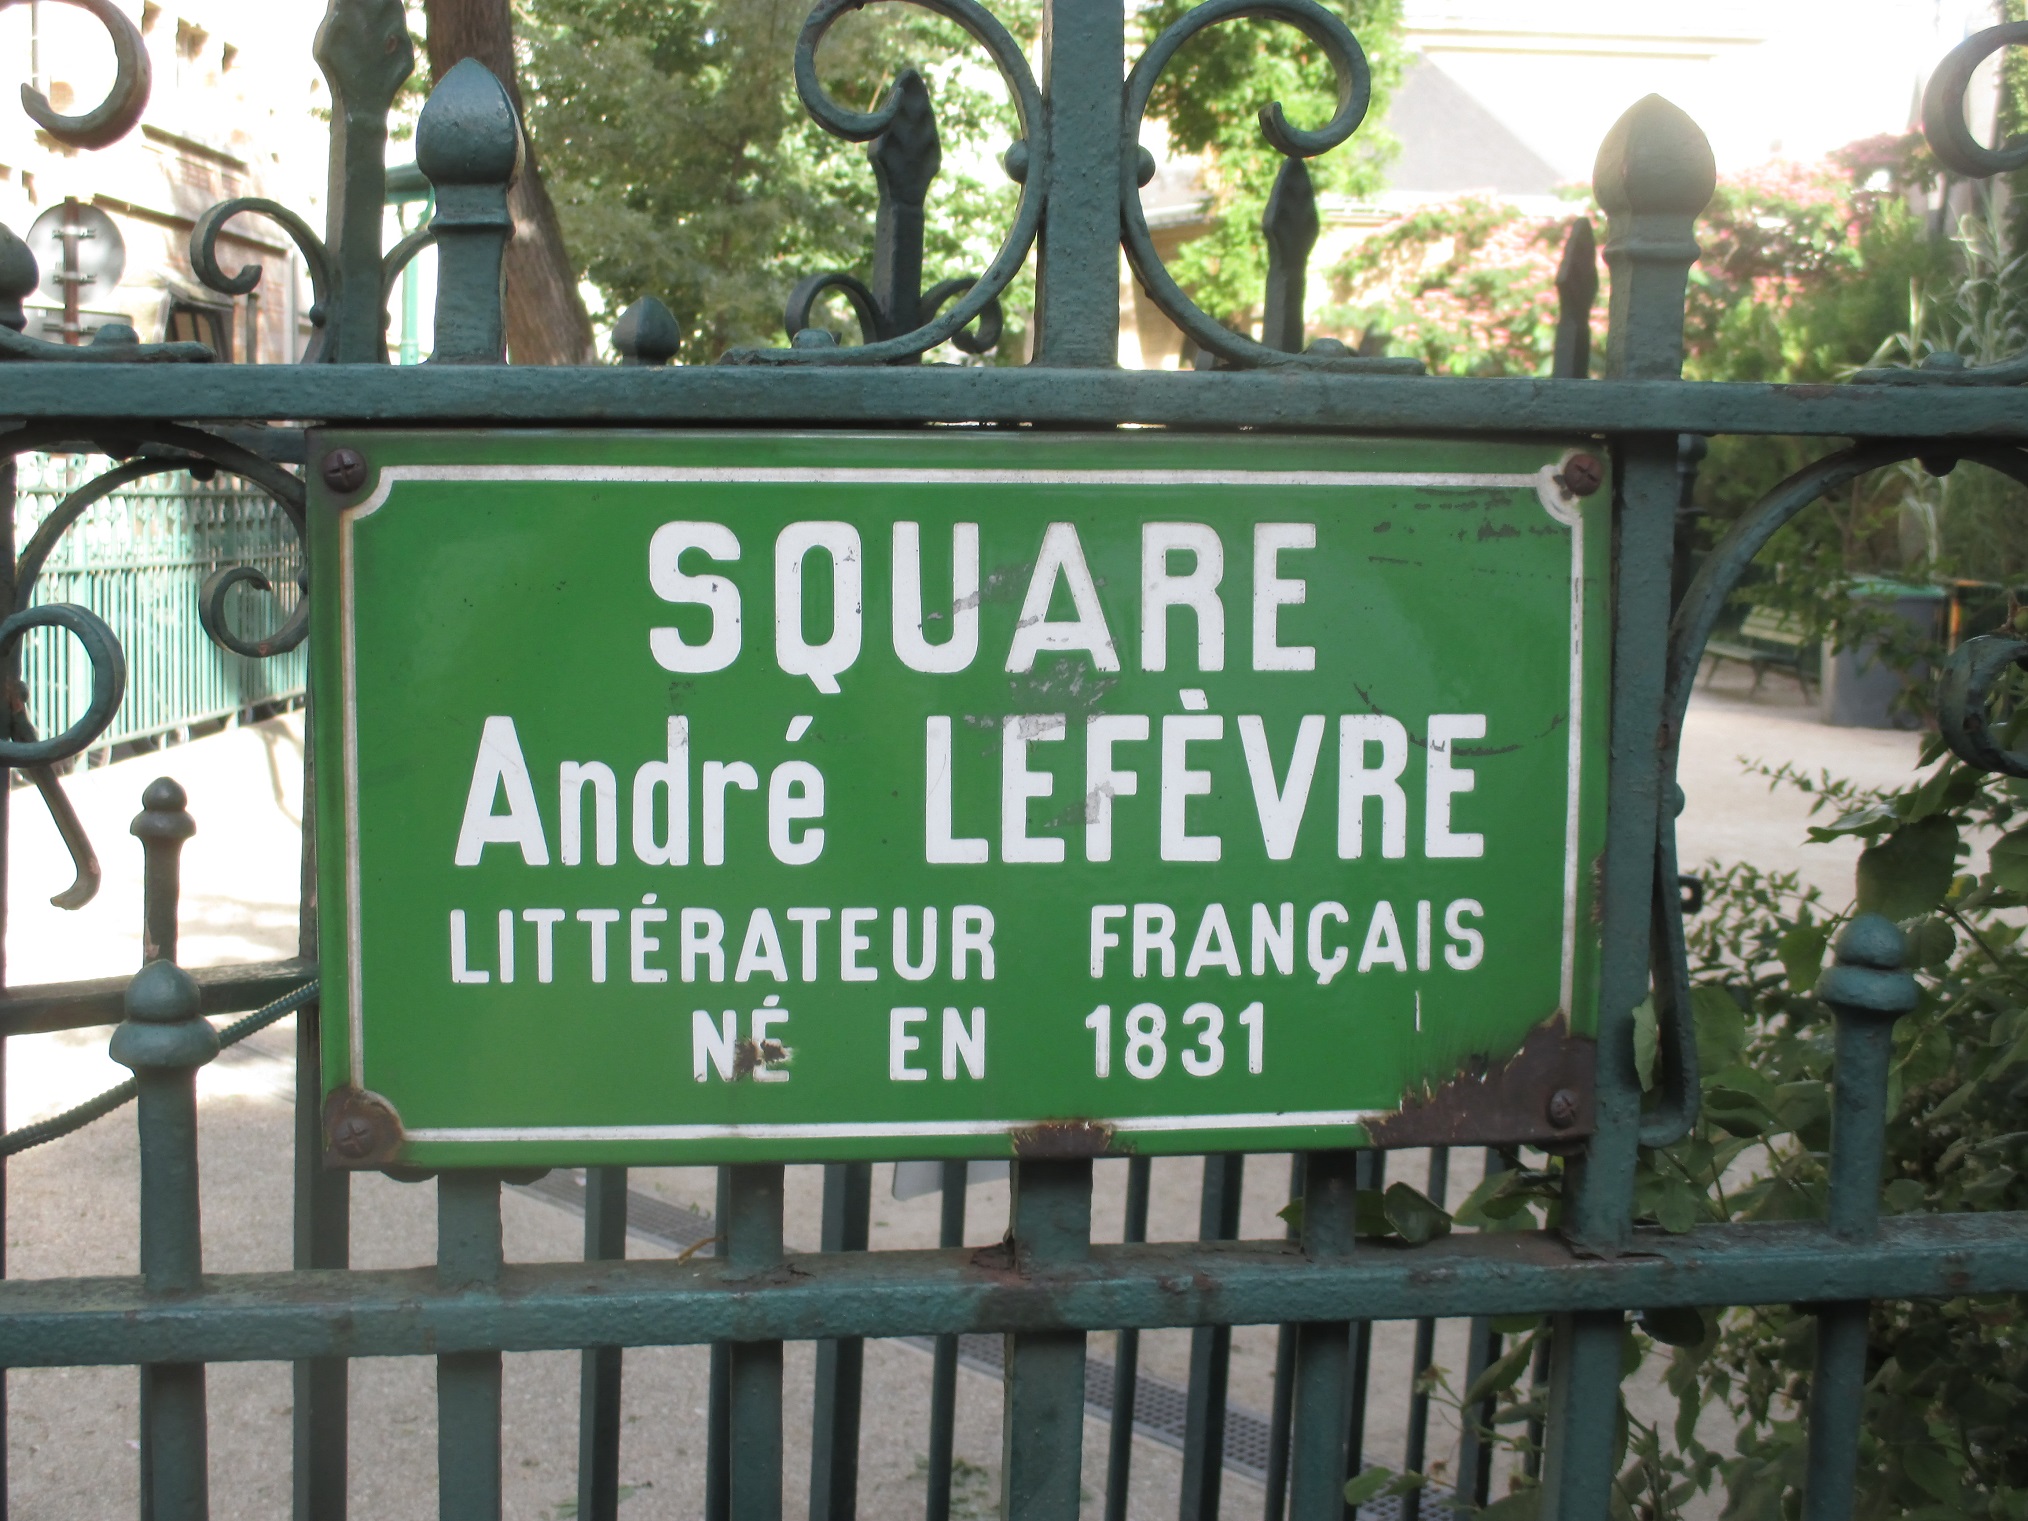 SQUARE
André LEFÈVRE
LITTÉRATEUR FRANÇAIS
NÉ EN 1831